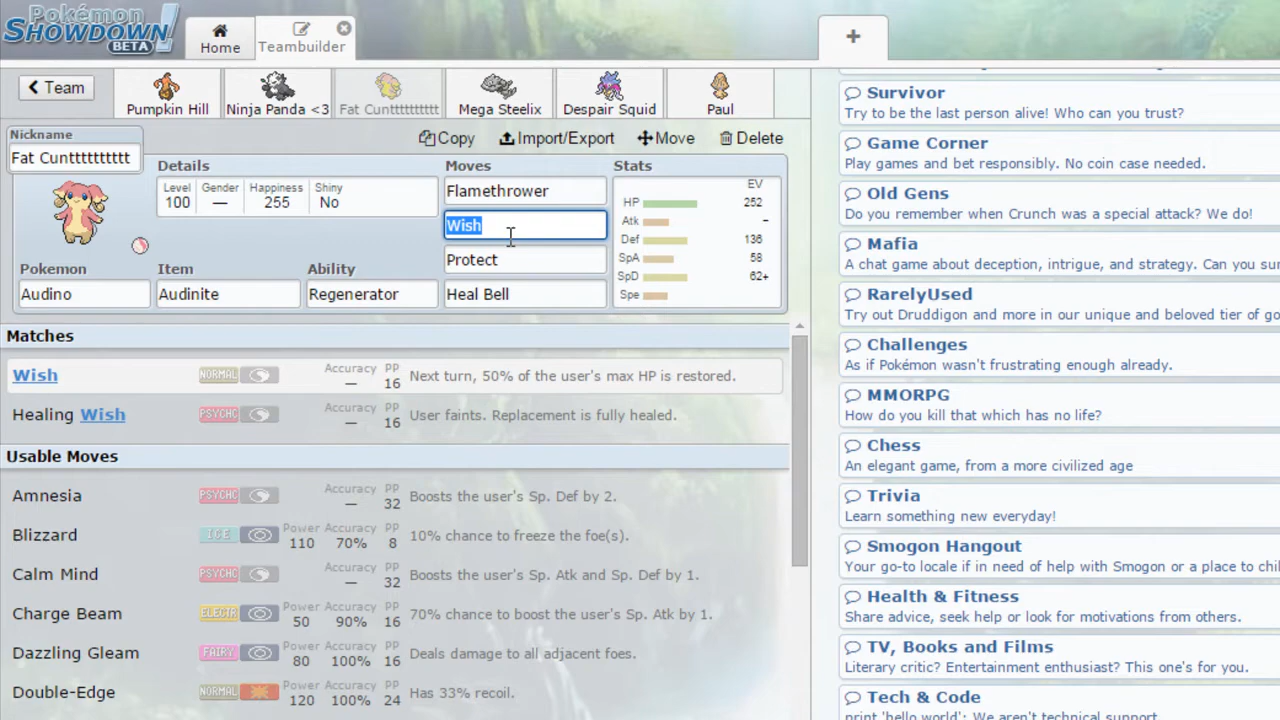 Pokémon
SHOWDOWN!
BETA
Home
Teambuilder
+
Team
Pumpkin Hill
Ninja Panda <3
Fat Cuntttttttttt
Mega Steelix
Despair Squid
Paul
Nickname
Fat Cuntttttttttt
Copy
Import/Export
Move
Delete
Details
Level Gender Happiness Shiny
100 — 255 No
Pokemon
Audino
Item
Audinite
Ability
Regenerator
Moves
Flamethrower
Wish
Protect
Heal Bell
Stats
EV
HP 252
Atk –
Def 136
SpA 58
SpD 62+
Spe
Matches
Wish NORMAL Accuracy — PP 16 Next turn, 50% of the user's max HP is restored.
Healing Wish PSYCHC Accuracy — PP 16 User faints. Replacement is fully healed.
Usable Moves
Amnesia PSYCHC Accuracy — PP 32 Boosts the user's Sp. Def by 2.
Blizzard ICE Power 110 Accuracy 70% PP 8 10% chance to freeze the foe(s).
Calm Mind PSYCHC Accuracy — PP 32 Boosts the user's Sp. Atk and Sp. Def by 1.
Charge Beam ELECTR Power 50 Accuracy 90% PP 16 70% chance to boost the user's Sp. Atk by 1.
Dazzling Gleam FAIRY Power 80 Accuracy 100% PP 16 Deals damage to all adjacent foes.
Double-Edge NORMAL Power 120 Accuracy 100% PP 24 Has 33% recoil.
Survivor
Try to be the last person alive! Who can you trust?
Game Corner
Play games and bet responsibly. No coin case needed.
Old Gens
Do you remember when Crunch was a special attack? We do!
Mafia
A chat game about deception, intrigue, and strategy. Can you sur
RarelyUsed
Try out Druddigon and more in our unique and beloved tier of go
Challenges
As if Pokémon wasn't frustrating enough already.
MMORPG
How do you kill that which has no life?
Chess
An elegant game, from a more civilized age
Trivia
Learn something new everyday!
Smogon Hangout
Your go-to locale if in need of help with Smogon or a place to chi
Health & Fitness
Share advice, seek help or look for motivations from others.
TV, Books and Films
Literary critic? Entertainment enthusiast? This one's for you.
Tech & Code
print 'hello world': We aren't technical support.